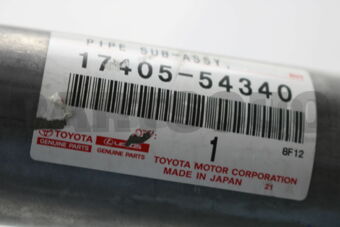 PIPE SUB-ASSY,
17405-54340
TOYOTA
GENUINE PARTS
LEXUS
GENUINE PARTS
1
8F12
TOYOTA MOTOR CORPORATION
MADE IN JAPAN
21